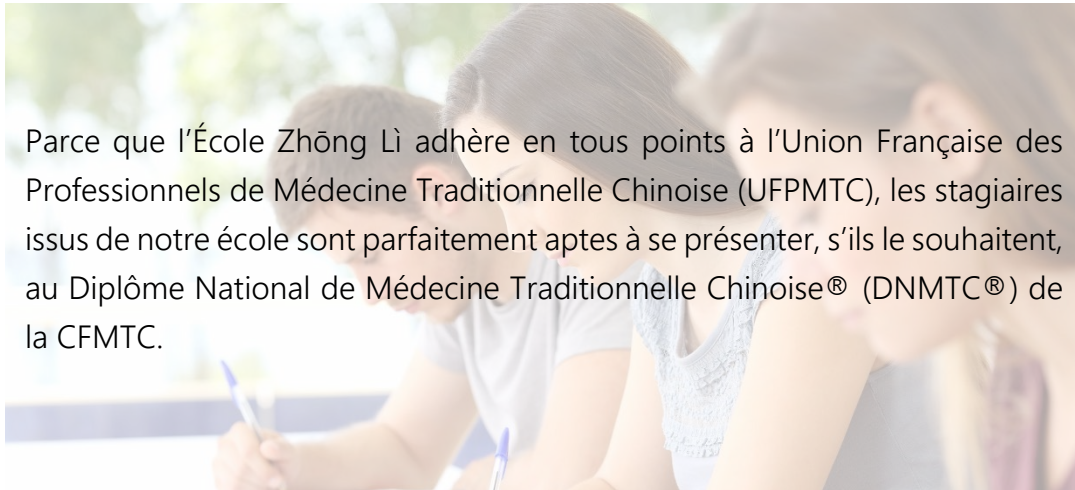 Parce que l’École Zhōng Lì adhère en tous points à l’Union Française des
Professionnels de Médecine Traditionnelle Chinoise (UFPMTC), les stagiaires
issus de notre école sont parfaitement aptes à se présenter, s’ils le souhaitent,
au Diplôme National de Médecine Traditionnelle Chinoise® (DNMTC®) de
la CFMTC.